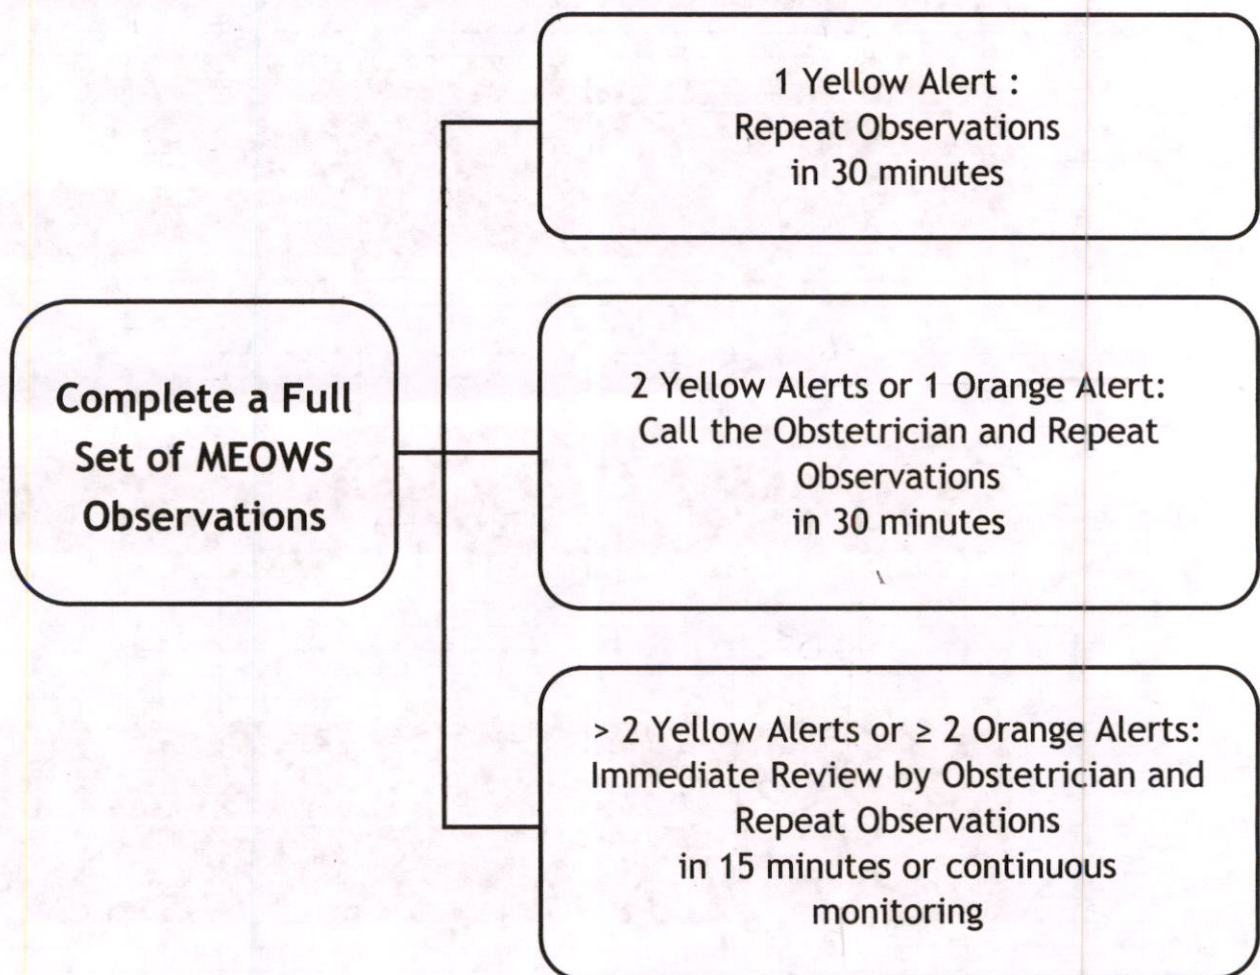 1 Yellow Alert :
Repeat Observations
in 30 minutes
Complete a Full
Set of MEOWS
Observations
2 Yellow Alerts or 1 Orange Alert:
Call the Obstetrician and Repeat
Observations
in 30 minutes
> 2 Yellow Alerts or ≥ 2 Orange Alerts:
Immediate Review by Obstetrician and
Repeat Observations
in 15 minutes or continuous
monitoring